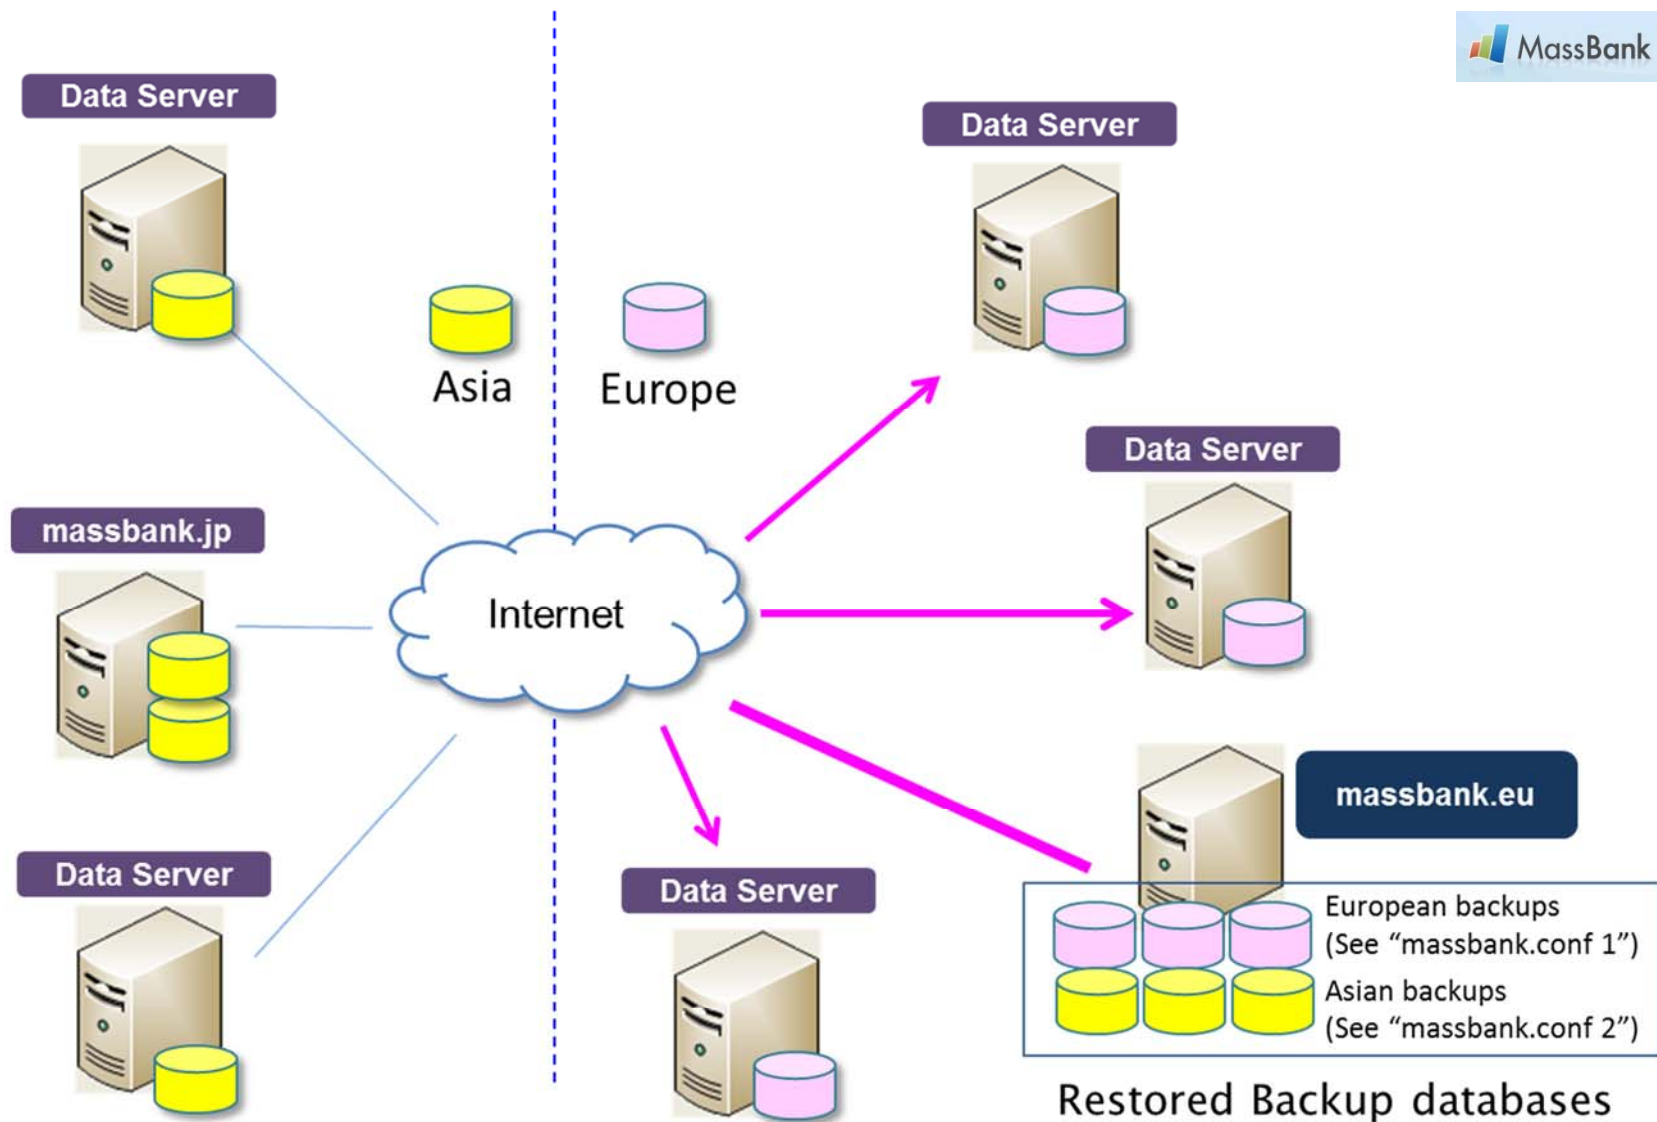 MassBank
Data Server
Data Server
Asia
Europe
Data Server
massbank.jp
Internet
massbank.eu
Data Server
Data Server
European backups
(See “massbank.conf 1”)
Asian backups
(See “massbank.conf 2”)
Restored Backup databases